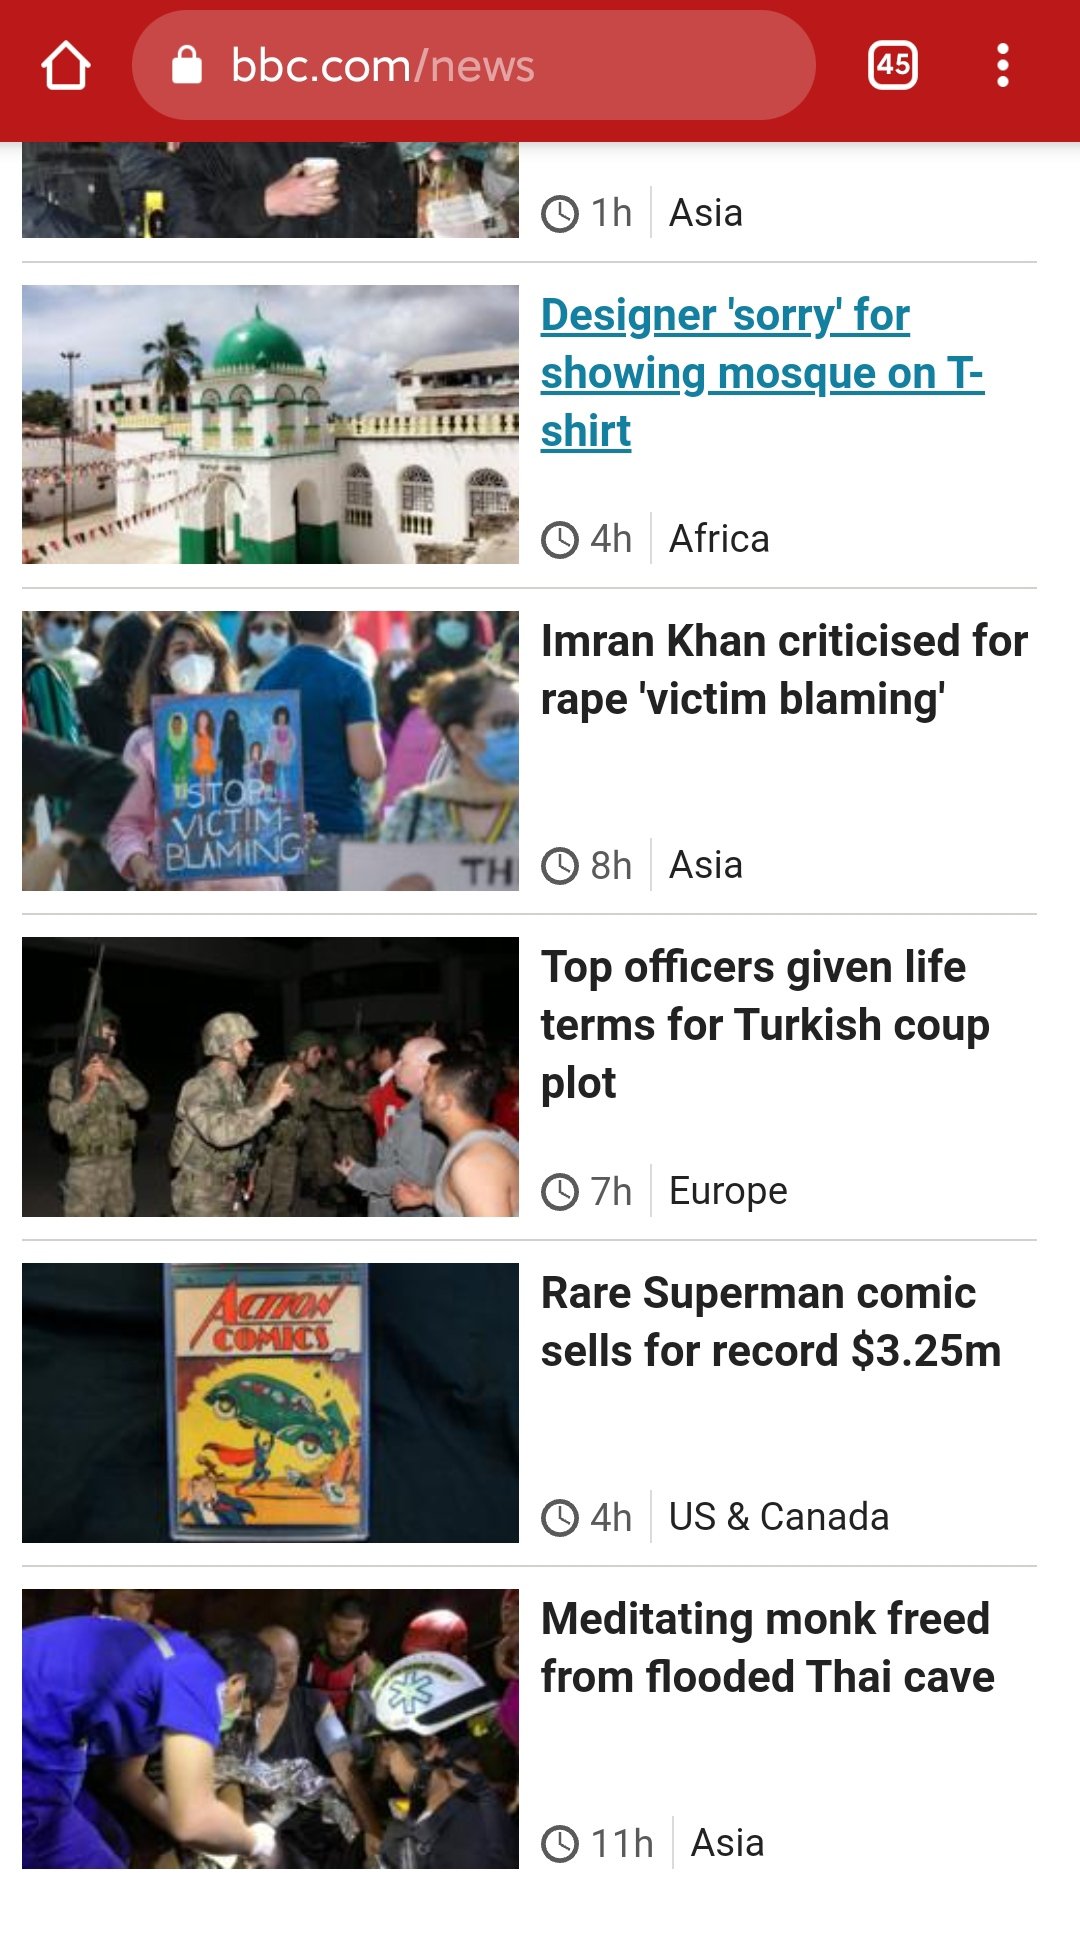 bbc.com/news
45
1h
Asia
Designer 'sorry' for
showing mosque on T-
shirt
4h
Africa
STOP
VICTIM-
BLAMING
TH
Imran Khan criticised for
rape 'victim blaming'
8h
Asia
Top officers given life
terms for Turkish coup
plot
7h
Europe
ACTION
COMICS
Rare Superman comic
sells for record $3.25m
4h
US & Canada
Meditating monk freed
from flooded Thai cave
11h
Asia